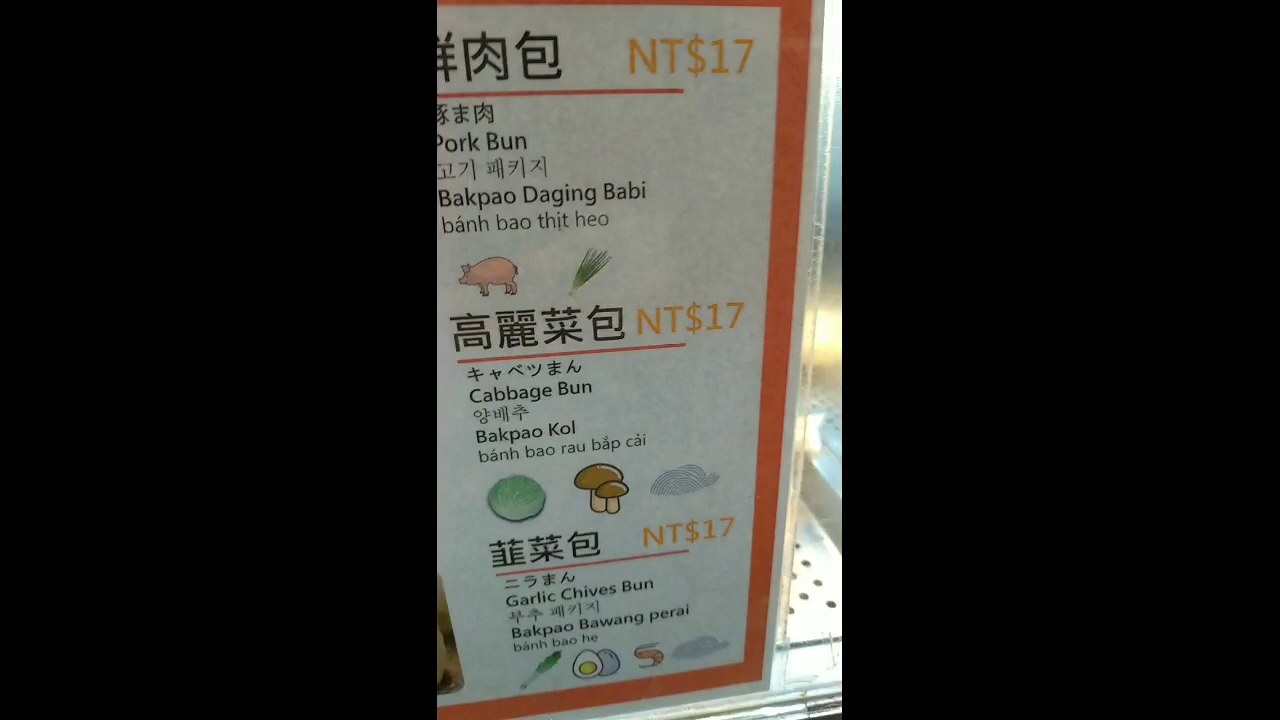 鮮肉包 NT$17
豚ま肉
Pork Bun
고기 패키지
Bakpao Daging Babi
bánh bao thịt heo
高麗菜包 NT$17
キャベツまん
Cabbage Bun
양배추
Bakpao Kol
bánh bao rau bắp cải
韮菜包 NT$17
ニラまん
Garlic Chives Bun
부추 패키지
Bakpao Bawang perai
bánh bao hẹ